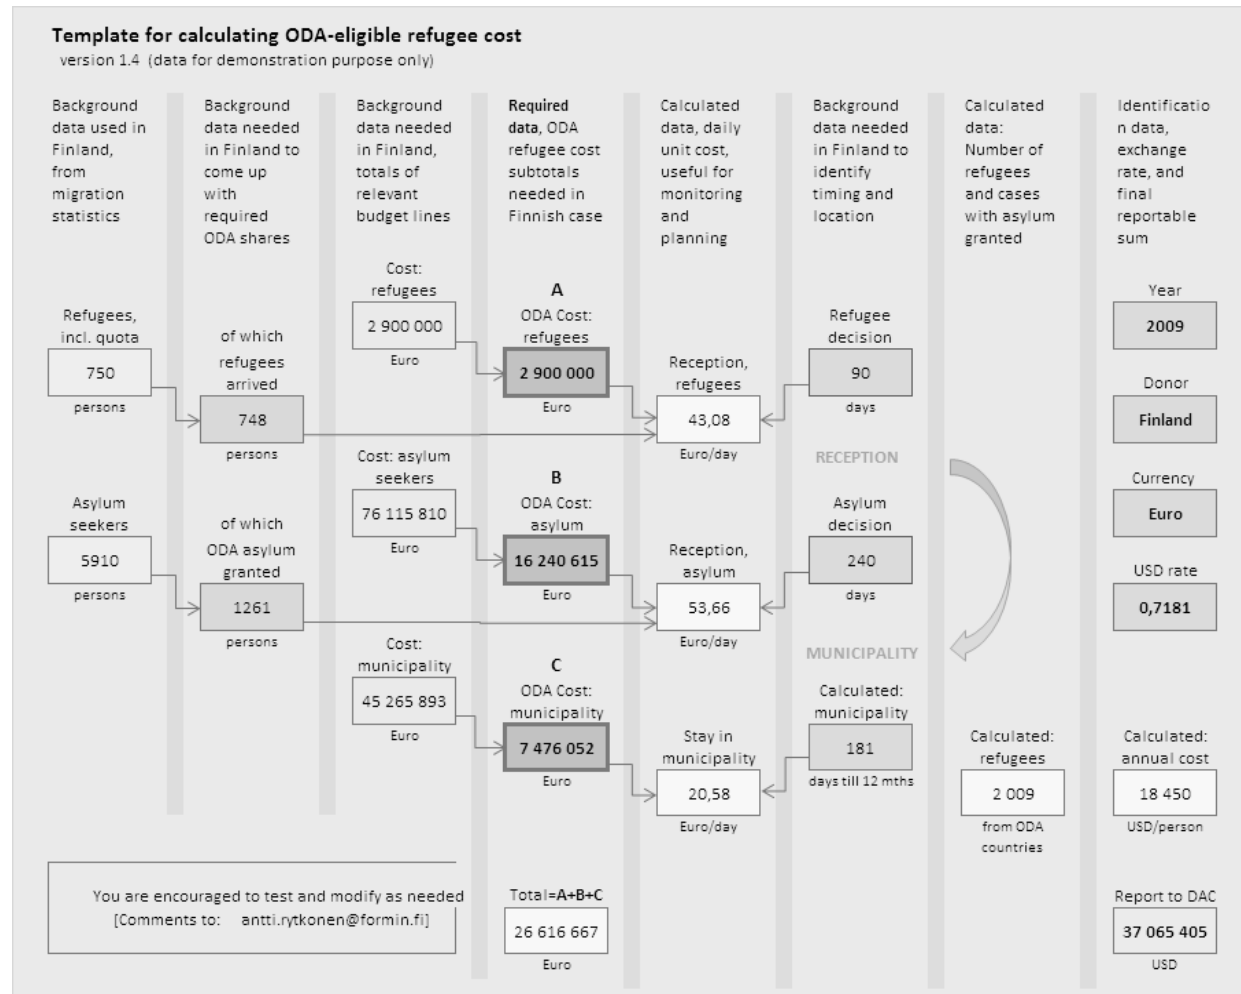 Template for calculating ODA-eligible refugee cost
version 1.4 (data for demonstration purpose only)
Background
data used in
Finland,
from
migration
statistics
Background
data needed
in Finland to
come up
with
required
ODA shares
Background
data needed
in Finland,
totals of
relevant
budget lines
Required
data, ODA
refugee cost
subtotals
needed in
Finnish case
Calculated
data, daily
unit cost,
useful for
monitoring
and
planning
Background
data needed
in Finland to
identify
timing and
location
Calculated
data:
Number of
refugees
and cases
with asylum
granted
Identificatio
n data,
exchange
rate, and
final
reportable
sum
Refugees,
incl. quota
750
persons
Asylum
seekers
5910
persons
of which
refugees
arrived
748
persons
of which
ODA asylum
granted
1261
persons
Cost:
refugees
2 900 000
Euro
Cost: asylum
seekers
76 115 810
Euro
Cost:
municipality
45 265 893
Euro
A
ODA Cost:
refugees
2 900 000
Euro
B
ODA Cost:
asylum
16 240 615
Euro
C
ODA Cost:
municipality
7 476 052
Euro
Total=A+B+C
26 616 667
Euro
Reception,
refugees
43,08
Euro/day
Reception,
asylum
53,66
Euro/day
Stay in
municipality
20,58
Euro/day
Refugee
decision
90
days
RECEPTION
Asylum
decision
240
days
MUNICIPALITY
Calculated:
municipality
181
days till 12 mths
Calculated:
refugees
2 009
from ODA
countries
Year
2009
Donor
Finland
Currency
Euro
USD rate
0,7181
Calculated:
annual cost
18 450
USD/person
Report to DAC
37 065 405
USD
You are encouraged to test and modify as needed
[Comments to: antti.rytkonen@formin.fi]